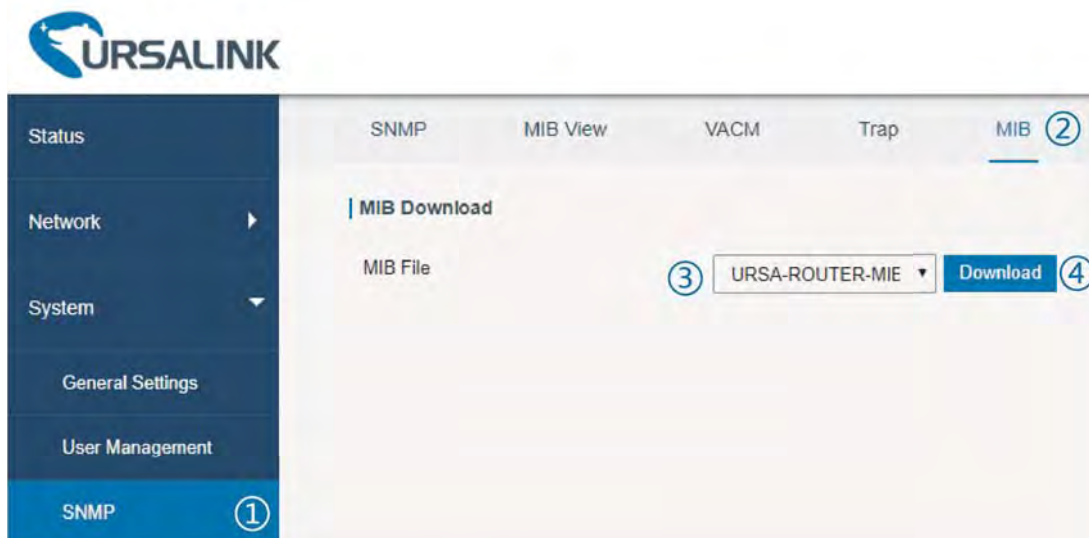 URSALINK
Status
SNMP MIB View VACM Trap MIB ②
MIB Download
Network
MIB File
③ URSA-ROUTER-MIE Download ④
System
General Settings
User Management
SNMP ①